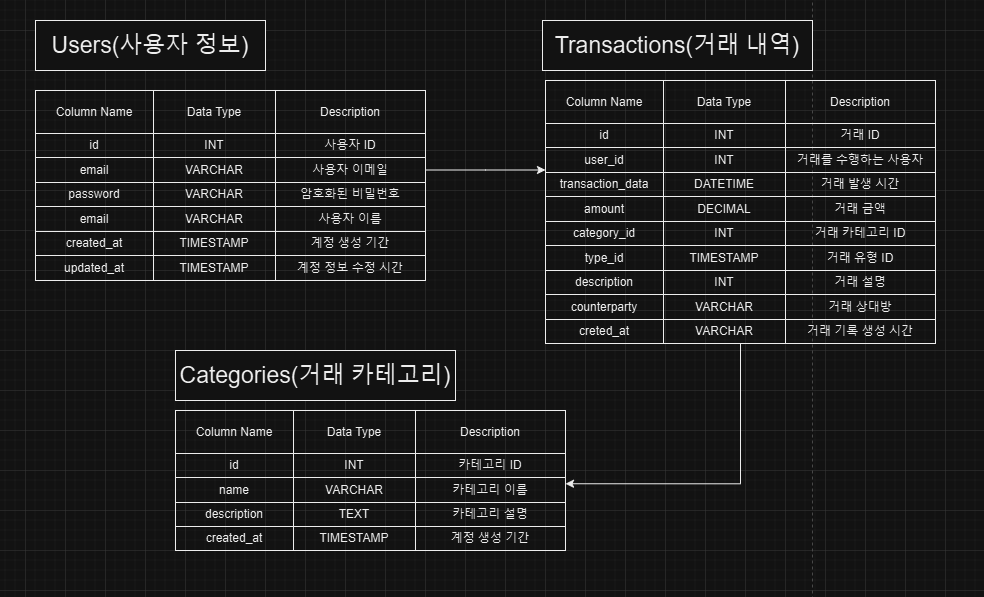 Users(사용자 정보)
Column Name Data Type Description
id INT 사용자 ID
email VARCHAR 사용자 이메일
password VARCHAR 암호화된 비밀번호
email VARCHAR 사용자 이름
created_at TIMESTAMP 계정 생성 기간
updated_at TIMESTAMP 계정 정보 수정 시간
Transactions(거래 내역)
Column Name Data Type Description
id INT 거래 ID
user_id INT 거래를 수행하는 사용자
transaction_data DATETIME 거래 발생 시간
amount DECIMAL 거래 금액
category_id INT 거래 카테고리 ID
type_id TIMESTAMP 거래 유형 ID
description INT 거래 설명
counterparty VARCHAR 거래 상대방
creted_at VARCHAR 거래 기록 생성 시간
Categories(거래 카테고리)
Column Name Data Type Description
id INT 카테고리 ID
name VARCHAR 카테고리 이름
description TEXT 카테고리 설명
created_at TIMESTAMP 계정 생성 기간